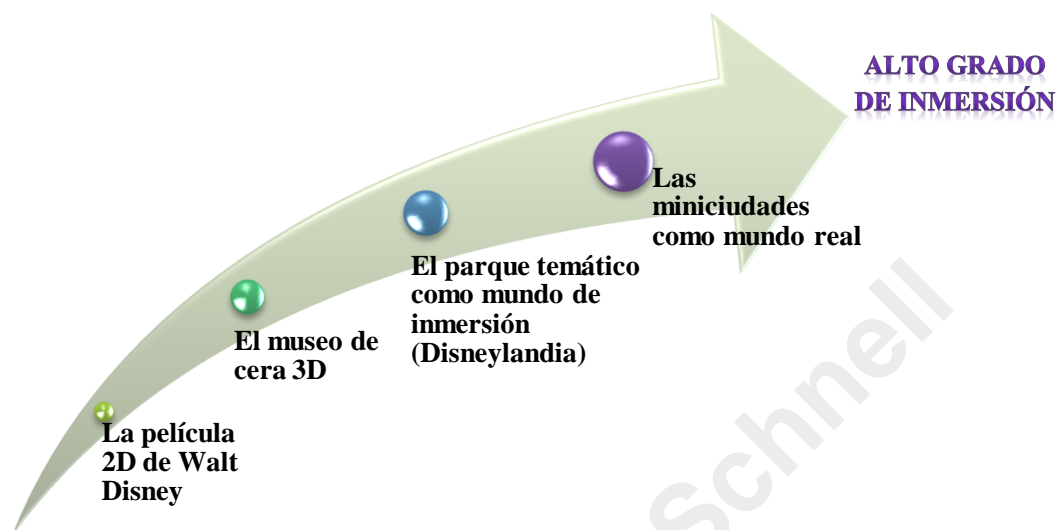 ALTO GRADO
DE INMERSIÓN
Las
miniciudades
como mundo real
El parque temático
como mundo de
inmersión
(Disneylandia)
El museo de
cera 3D
La película
2D de Walt
Disney
Schnell